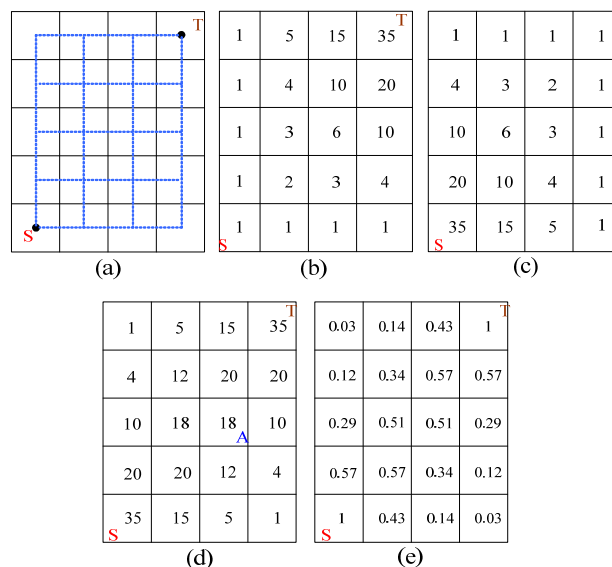 T
S
(a)
T
1 5 15 35
1 4 10 20
1 3 6 10
1 2 3 4
1 1 1 1
S
(b)
1 1 1 1
4 3 2 1
10 6 3 1
20 10 4 1
35 15 5 1
S
(c)
T
1 5 15 35
4 12 20 20
10 18 18 10
A
20 20 12 4
35 15 5 1
S
(d)
T
0.03 0.14 0.43 1
0.12 0.34 0.57 0.57
0.29 0.51 0.51 0.29
0.57 0.57 0.34 0.12
1 0.43 0.14 0.03
S
(e)